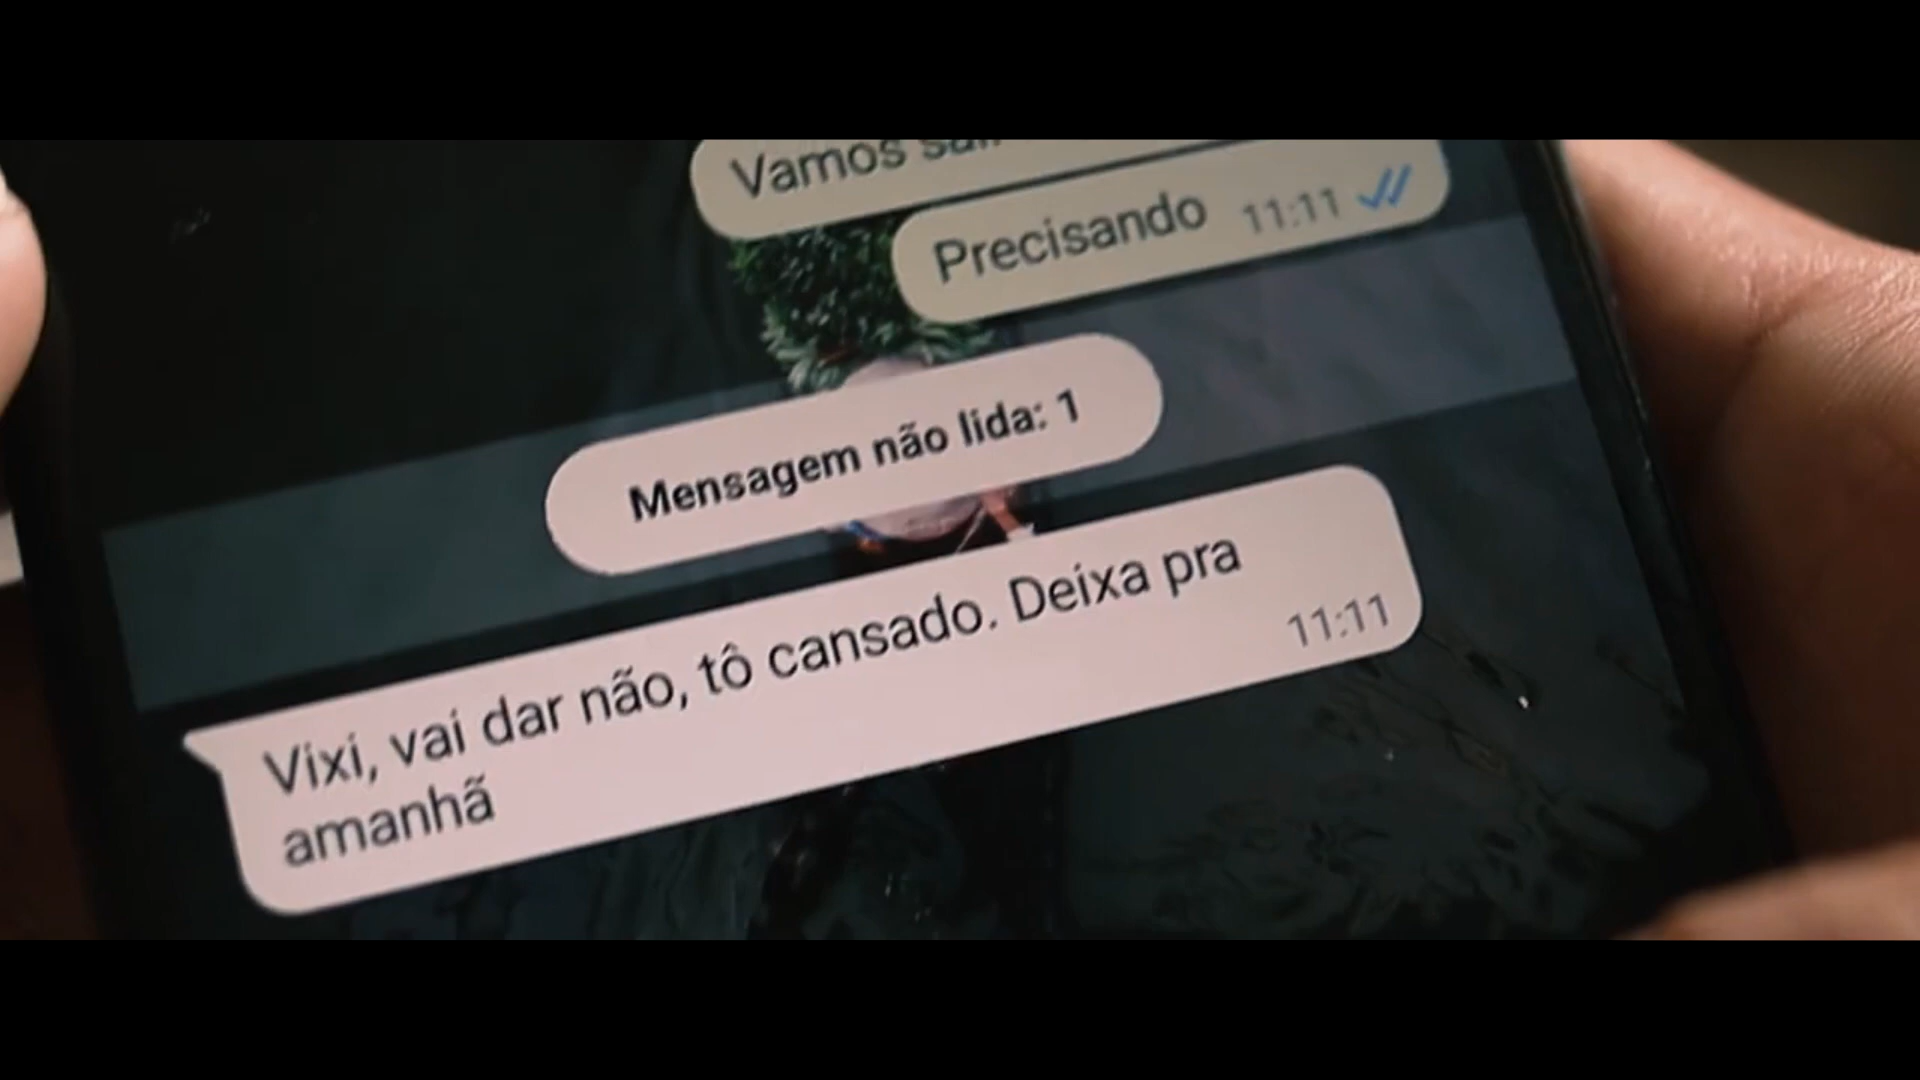 Vamos
Precisando 11:11
Mensagem não lida: 1
Vixi, vai dar não, tô cansado. Deixa pra
amanhã 11:11